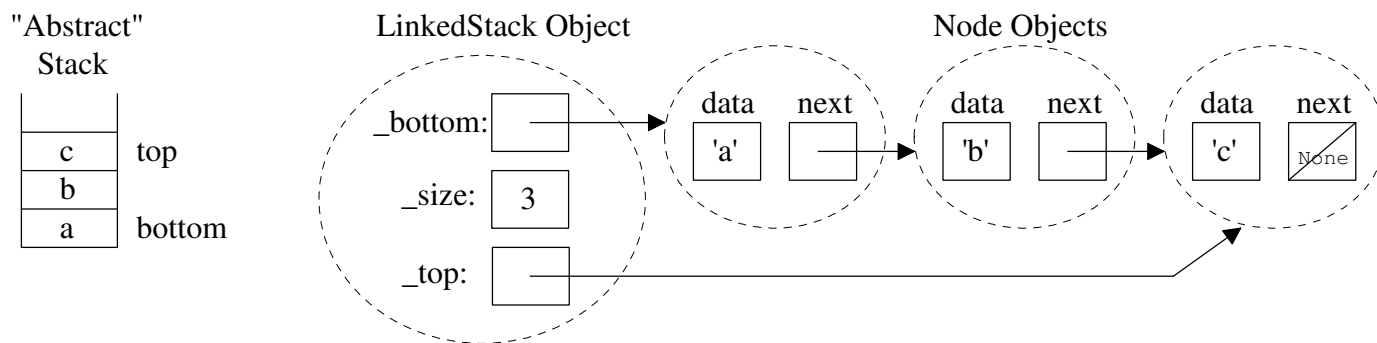 "Abstract"
Stack
c top
b
a bottom
LinkedStack Object
_bottom:
_size: 3
_top:
Node Objects
data next
'a'
data next
'b'
data next
'c' None